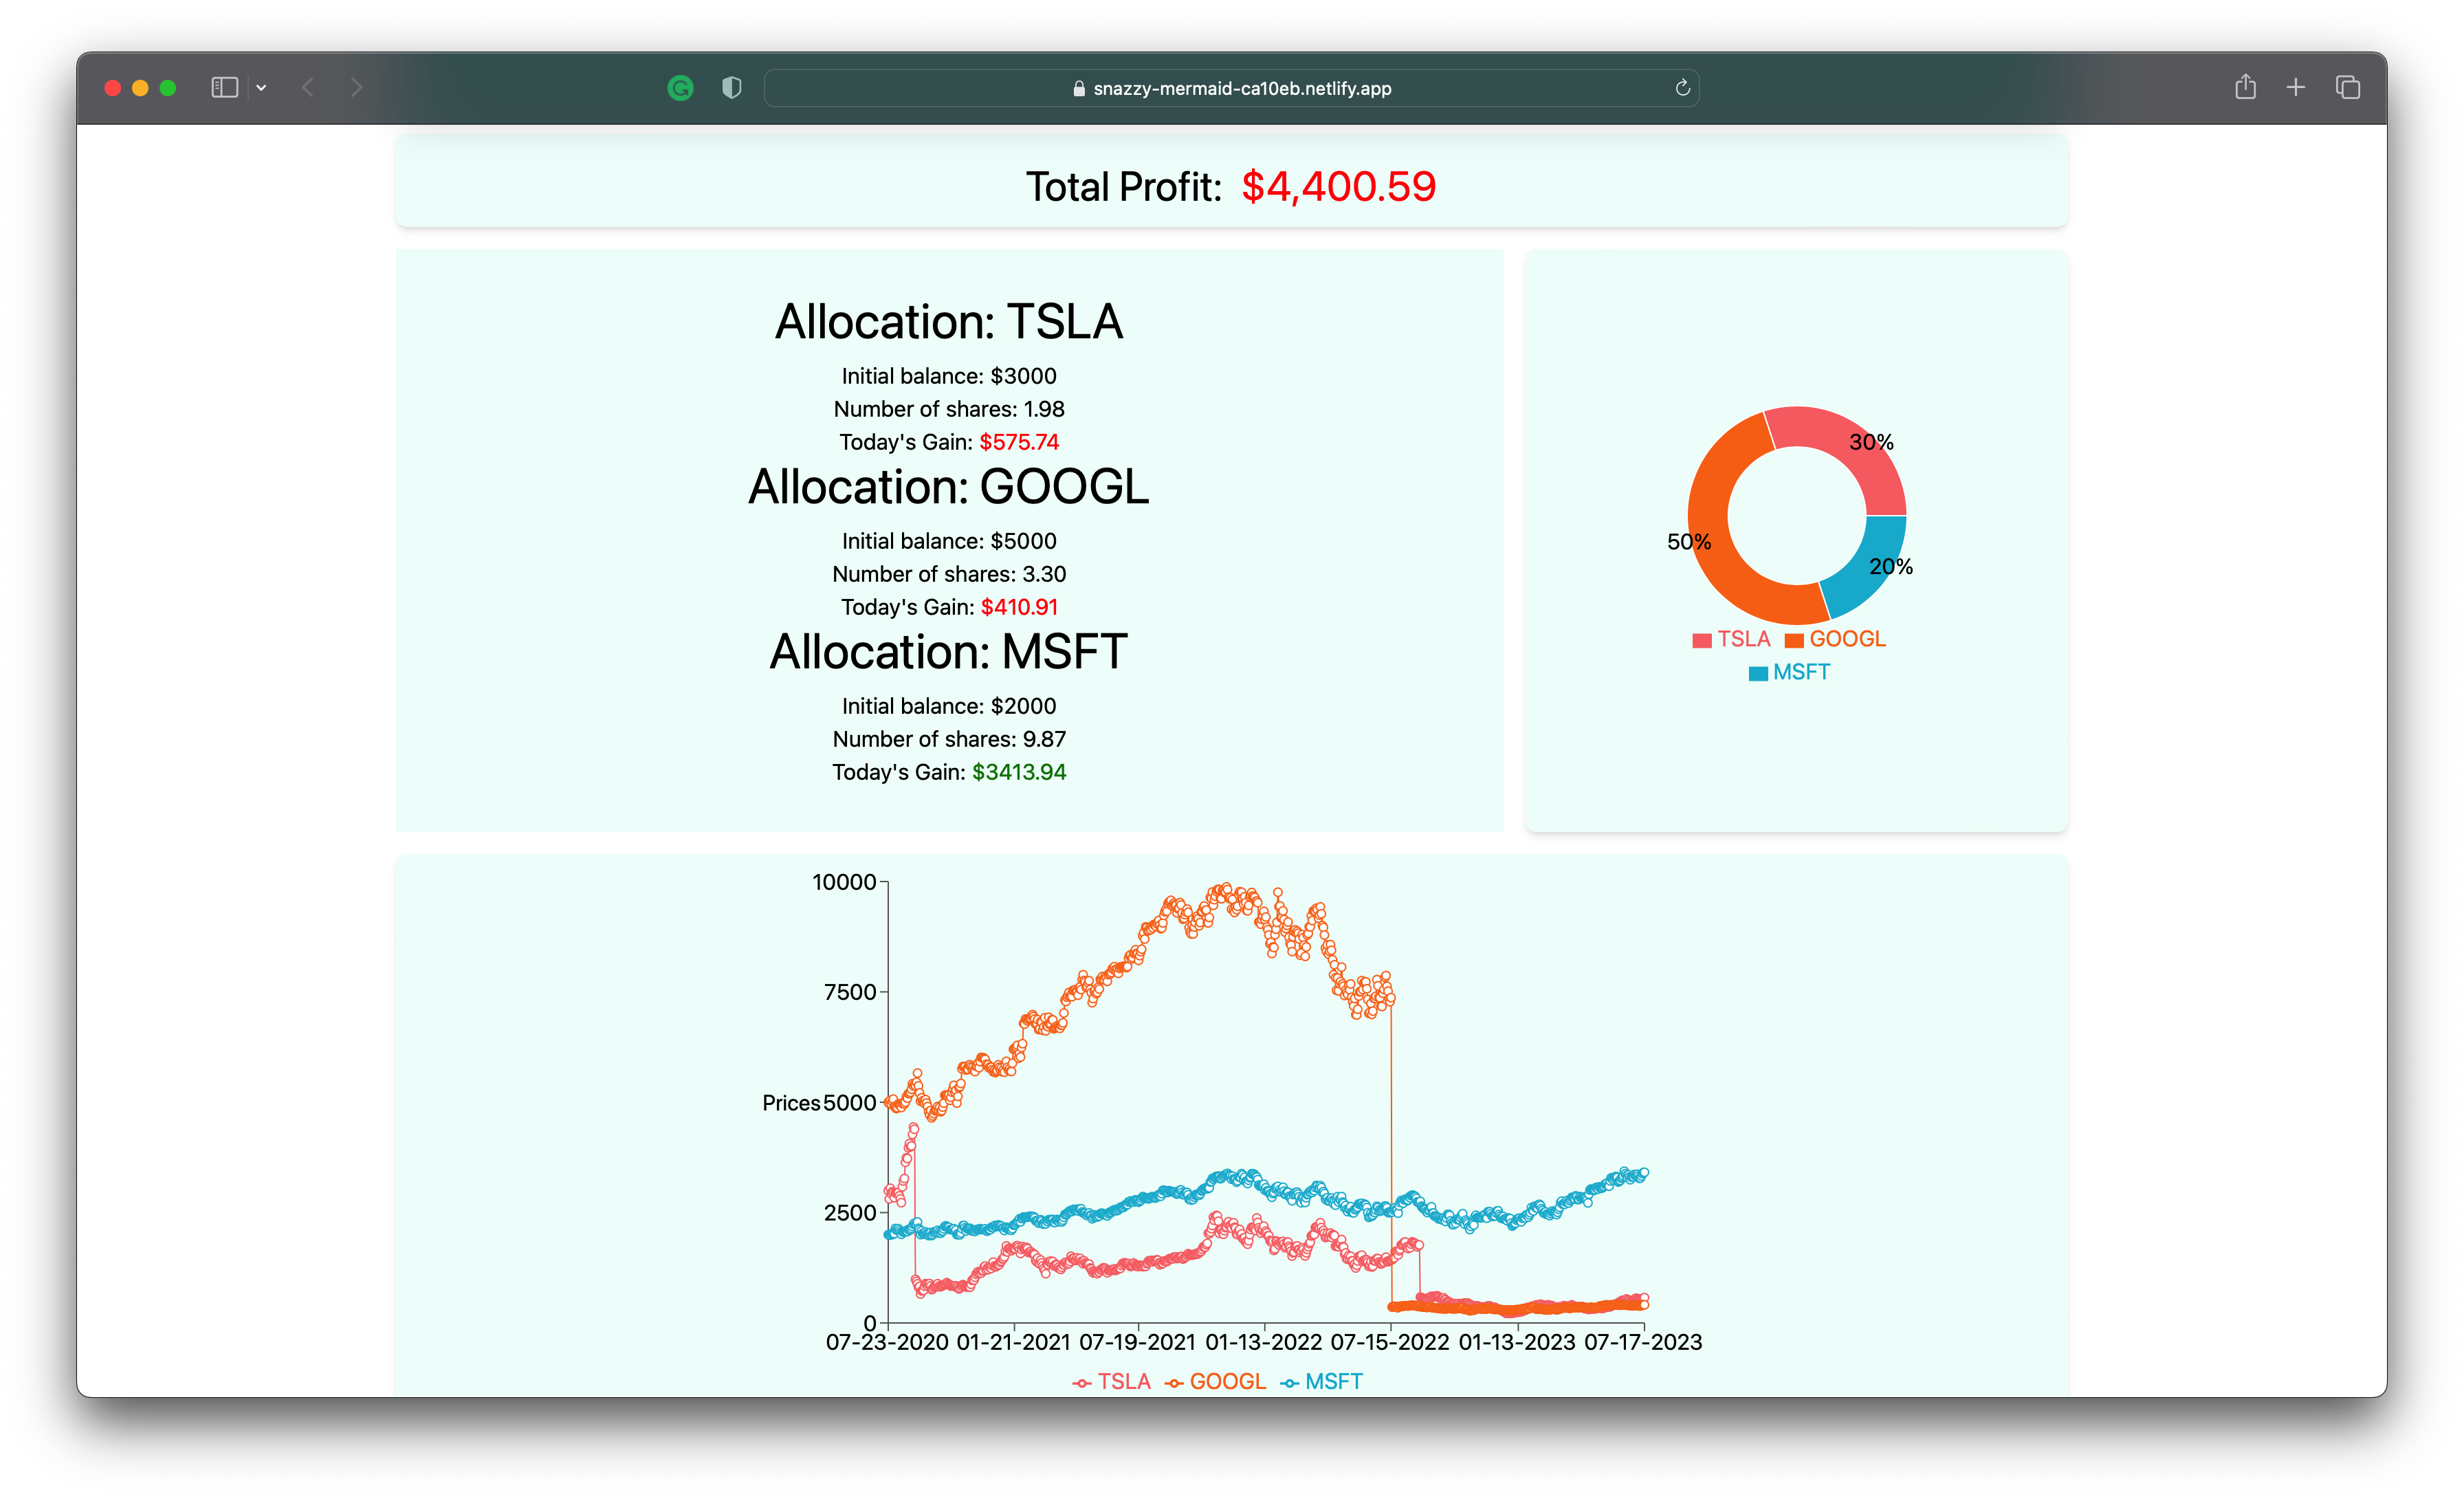 snazzy-mermaid-ca10eb.netlify.app
Total Profit: $4,400.59
Allocation: TSLA
Initial balance: $3000
Number of shares: 1.98
Today's Gain: $575.74
Allocation: GOOGL
Initial balance: $5000
Number of shares: 3.30
Today's Gain: $410.91
Allocation: MSFT
Initial balance: $2000
Number of shares: 9.87
Today's Gain: $3413.94
30%
50%
20%
TSLA GOOGL
MSFT
10000
7500
Prices 5000
2500
0
07-23-2020 01-21-2021 07-19-2021 01-13-2022 07-15-2022 01-13-2023 07-17-2023
TSLA GOOGL MSFT